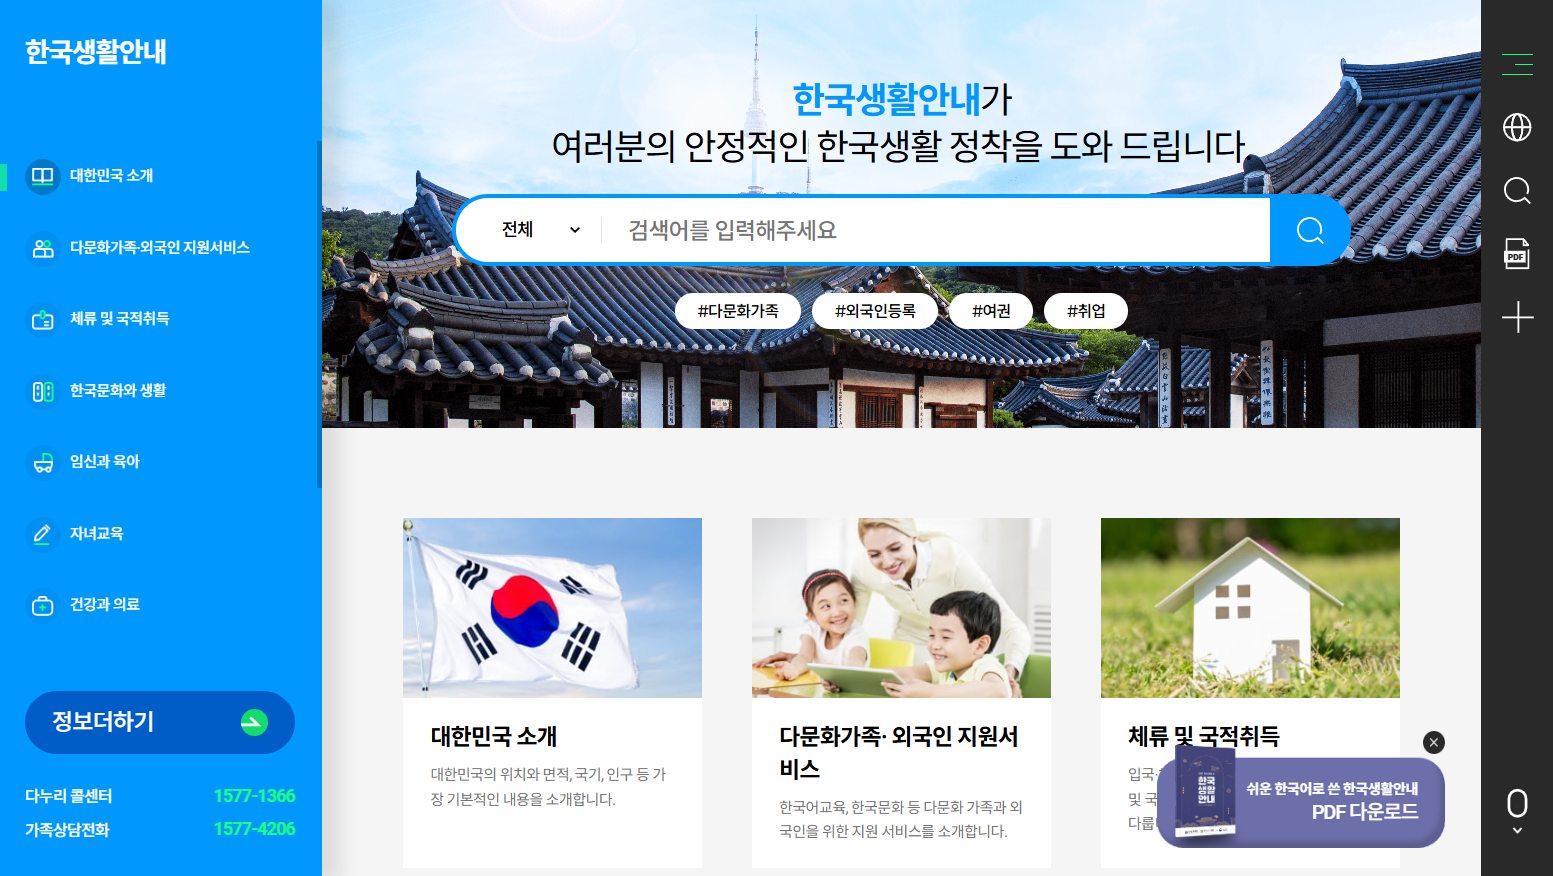 한국생활안내
대한민국 소개
다문화가족·외국인 지원서비스
체류 및 국적취득
한국문화와 생활
임신과 육아
자녀교육
건강과 의료
정보더하기
다누리 콜센터 1577-1366
가족상담전화 1577-4206
한국생활안내가
여러분의 안정적인 한국생활 정착을 도와 드립니다.
전체 검색어를 입력해주세요
#다문화가족 #외국인등록 #여권 #취업
대한민국 소개
대한민국의 위치와 면적, 국기, 인구 등 가
장 기본적인 내용을 소개합니다.
다문화가족· 외국인 지원서
비스
한국어교육, 한국문화 등 다문화 가족과 외
국인을 위한 지원 서비스를 소개합니다.
체류 및 국적취득
입국·
및 국
다룹
한국
생활
안내
쉬운 한국어로 쓴 한국생활안내
PDF 다운로드
PDF